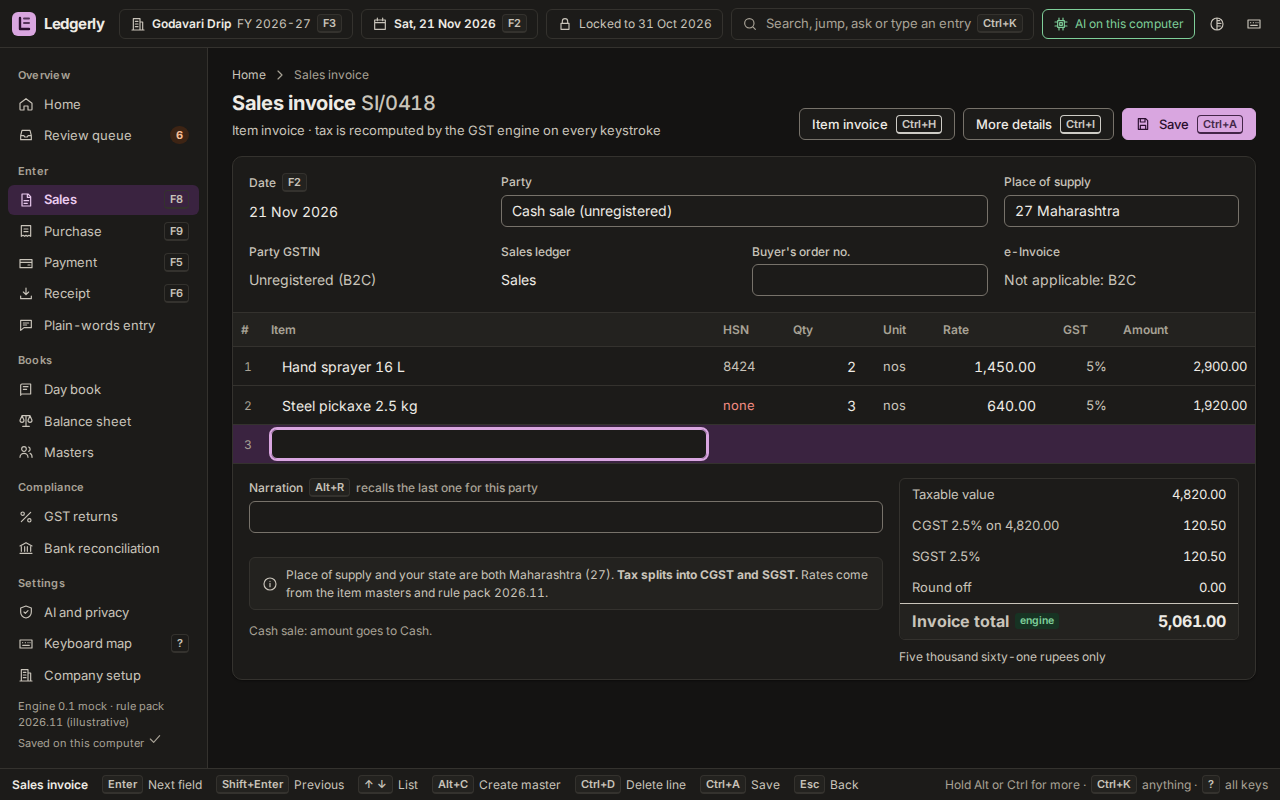 Ledgerly
Godavari Drip FY 2026-27 F3
Sat, 21 Nov 2026 F2
Locked to 31 Oct 2026
Search, jump, ask or type an entry Ctrl+K
AI on this computer
Overview
Home
Review queue 6
Enter
Sales F8
Purchase F9
Payment F5
Receipt F6
Plain-words entry
Books
Day book
Balance sheet
Masters
Compliance
GST returns
Bank reconciliation
Settings
AI and privacy
Keyboard map ?
Company setup
Engine 0.1 mock · rule pack
2026.11 (illustrative)
Saved on this computer
Home > Sales invoice
Sales invoice SI/0418
Item invoice · tax is recomputed by the GST engine on every keystroke
Item invoice Ctrl+H
More details Ctrl+I
Save Ctrl+A
Date F2
21 Nov 2026
Party
Cash sale (unregistered)
Place of supply
27 Maharashtra
Party GSTIN
Unregistered (B2C)
Sales ledger
Sales
Buyer's order no.
e-Invoice
Not applicable: B2C
# Item HSN Qty Unit Rate GST Amount
1 Hand sprayer 16 L 8424 2 nos 1,450.00 5% 2,900.00
2 Steel pickaxe 2.5 kg none 3 nos 640.00 5% 1,920.00
3
Narration Alt+R recalls the last one for this party
Place of supply and your state are both Maharashtra (27). Tax splits into CGST and SGST. Rates come
from the item masters and rule pack 2026.11.
Cash sale: amount goes to Cash.
Taxable value 4,820.00
CGST 2.5% on 4,820.00 120.50
SGST 2.5% 120.50
Round off 0.00
Invoice total engine 5,061.00
Five thousand sixty-one rupees only
Sales invoice Enter Next field Shift+Enter Previous ↑↓ List Alt+C Create master Ctrl+D Delete line Ctrl+A Save Esc Back Hold Alt or Ctrl for more · Ctrl+K anything · ? all keys